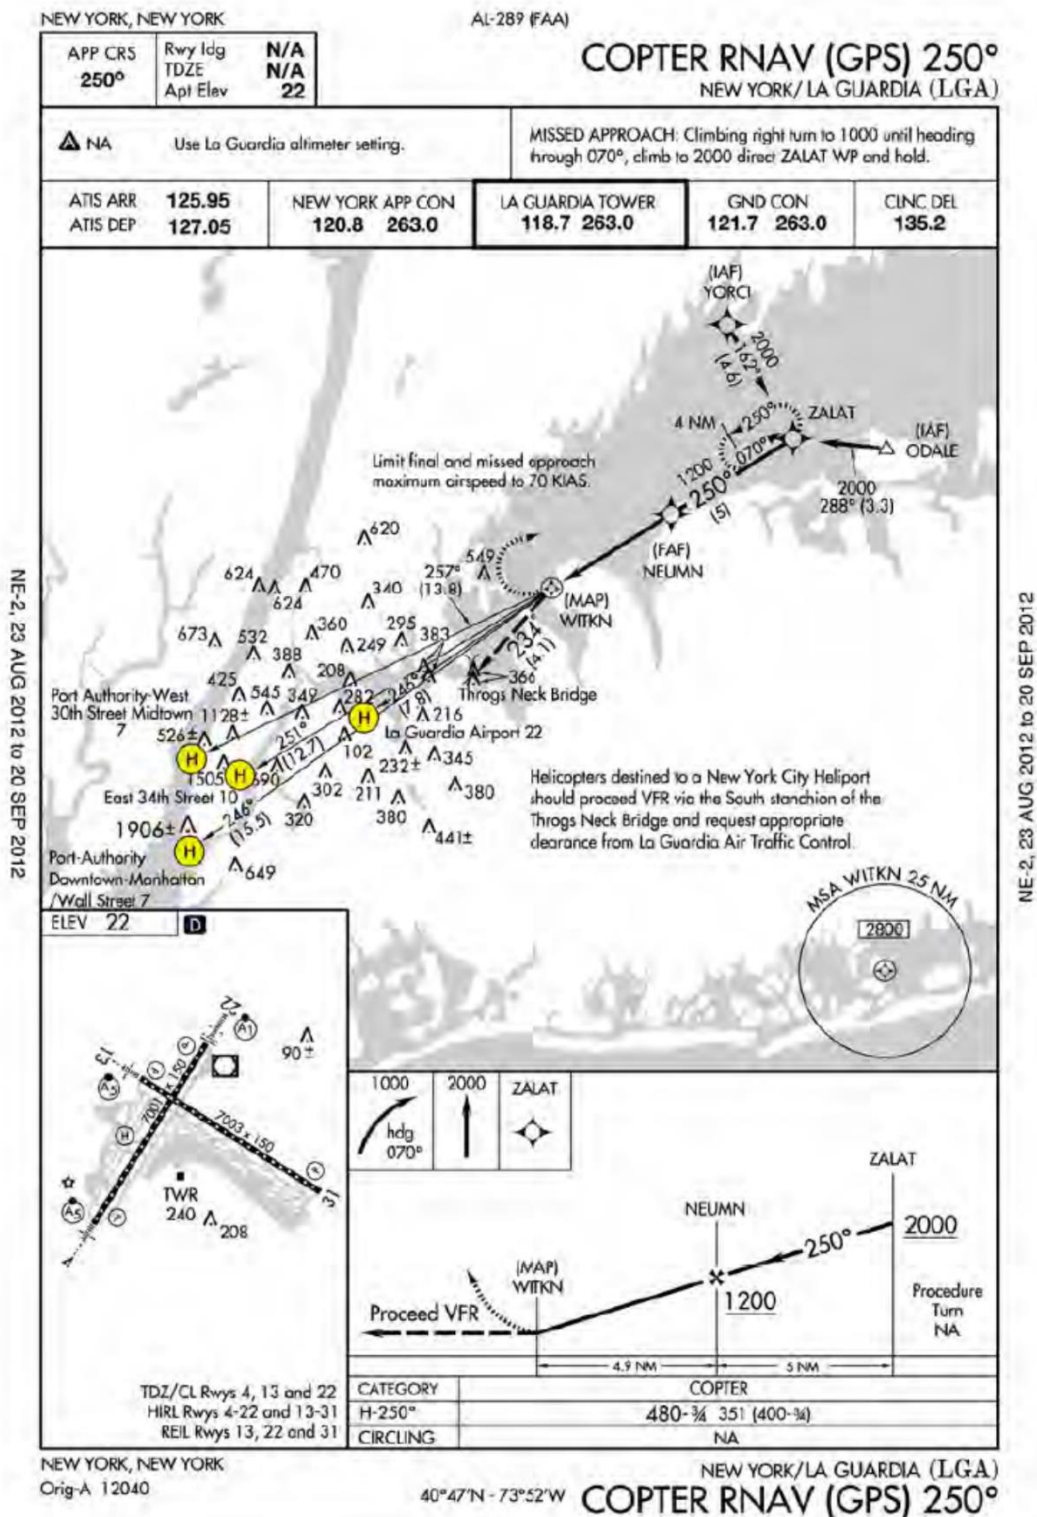 NEW YORK, NEW YORK
AL-289 (FAA)
APP CRS
250°
Rwy ldg N/A
TDZE N/A
Apt Elev 22
COPTER RNAV (GPS) 250°
NEW YORK/ LA GUARDIA (LGA)
NA
Use La Guardia altimeter setting.
MISSED APPROACH: Climbing right turn to 1000 until heading
through 070°, climb to 2000 direct ZALAT WP and hold.
ATIS ARR 125.95
ATIS DEP 127.05
NEW YORK APP CON
120.8 263.0
LA GUARDIA TOWER
118.7 263.0
GND CON
121.7 263.0
CLNC DEL
135.2
(IAF)
YORCI
2000
162°
(4.6)
4 NM
250°
070°
ZALAT
(IAF)
ODALE
2000
288° (3.3)
1200
250°
(5)
Limit final and missed approach
maximum airspeed to 70 KIAS.
(FAF)
NEUMN
620
549
257°
(13.8)
624
470
624
340
(MAP)
WITKN
234°
(4.1)
673
532
360
295
383
388
249
208
366
Throgs Neck Bridge
425
545
349
282
246°
216
Port Authority-West
30th Street Midtown
7
1128±
526±
H
251°
(12.7)
H
La Guardia Airport 22
102
H
1505
690
232±
345
East 34th Street 10
302
211
380
320
380
246°
(15.5)
441±
1906±
H
649
Port-Authority
Downtown-Manhattan
/Wall Street 7
Helicopters destined to a New York City Heliport
should proceed VFR via the South stanchion of the
Throgs Neck Bridge and request appropriate
clearance from La Guardia Air Traffic Control.
MSA WITKN 25 NM
2800
ELEV 22
D
22
A1
90±
13
A5
7001 x 150
7003 x 150
H
31
TWR
240
208
A5
4
TDZ/CL Rwys 4, 13 and 22
HIRL Rwys 4-22 and 13-31
REIL Rwys 13, 22 and 31
1000
hdg
070°
2000
ZALAT
ZALAT
NEUMN
2000
250°
(MAP)
WITKN
1200
Proceed VFR
Procedure
Turn
NA
4.9 NM
5 NM
CATEGORY COPTER
H-250° 480-¾ 351 (400-¾)
CIRCLING NA
NEW YORK, NEW YORK
Orig-A 12040
40°47'N - 73°52'W
NEW YORK/LA GUARDIA (LGA)
COPTER RNAV (GPS) 250°
NE-2, 23 AUG 2012 to 20 SEP 2012
NE-2, 23 AUG 2012 to 20 SEP 2012